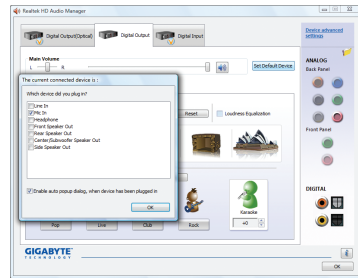 Realtek HD Audio Manager
Digital Output(Optical)
Digital Output
Digital Input
Device advanced
settings
Main Volume
L
R
Set Default Device
ANALOG
Back Panel
The current connected device is :
Which device did you plug in?
Line In
Mic In
Headphone
Front Speaker Out
Rear Speaker Out
Center/Subwoofer Speaker Out
Side Speaker Out
Reset
Loudness Equalization
Front Panel
Enable auto popup dialog, when device has been plugged in
OK
Karaoke
+0
Pop
Live
Club
Rock
DIGITAL
GIGABYTE
TECHNOLOGY
i
OK